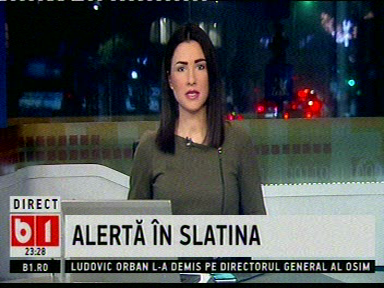 DIRECT
b1
23:28
B1.RO
ALERTĂ ÎN SLATINA
LUDOVIC ORBAN L-A DEMIS PE DIRECTORUL GENERAL AL OSIM